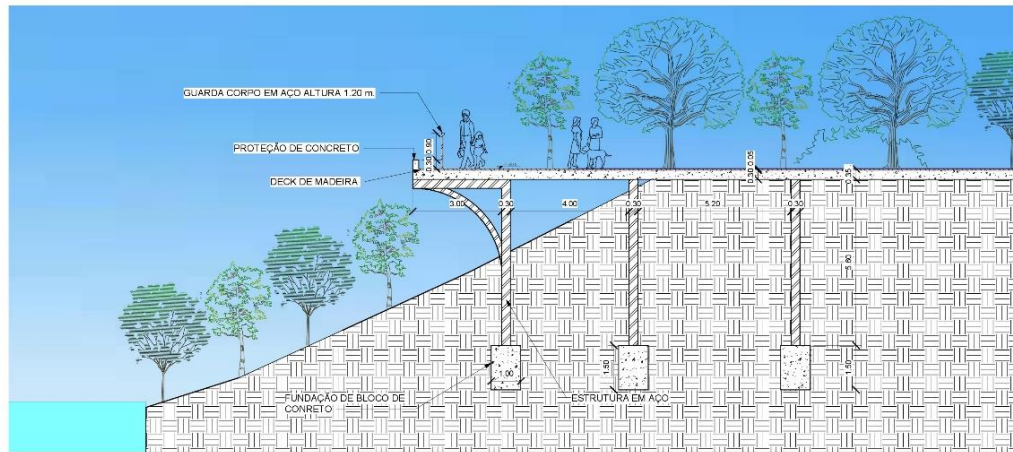 GUARDA CORPO EM AÇO ALTURA 1.20 m.
PROTEÇÃO DE CONCRETO
DECK DE MADEIRA
0.30 0.90
0.30 0.05
0.35
3.00
0.30
4.00
0.30
5.20
0.30
5.60
1.50
1.00
1.50
FUNDAÇÃO DE BLOCO DE
CONRETO
ESTRUTURA EM AÇO